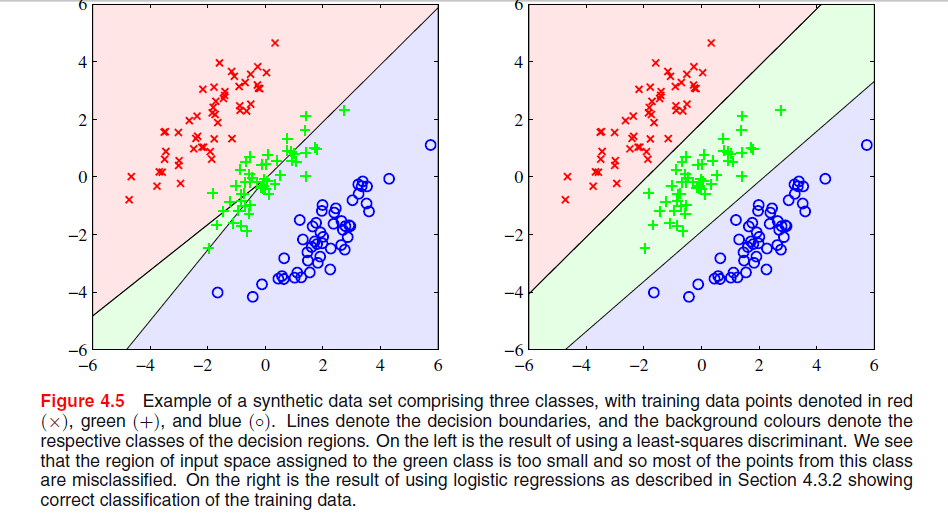 6
4
2
0
−2
−4
−6
−6 −4 −2 0 2 4 6
6
4
2
0
−2
−4
−6
−6 −4 −2 0 2 4 6
Figure 4.5 Example of a synthetic data set comprising three classes, with training data points denoted in red
(×), green (+), and blue (○). Lines denote the decision boundaries, and the background colours denote the
respective classes of the decision regions. On the left is the result of using a least-squares discriminant. We see
that the region of input space assigned to the green class is too small and so most of the points from this class
are misclassified. On the right is the result of using logistic regressions as described in Section 4.3.2 showing
correct classification of the training data.